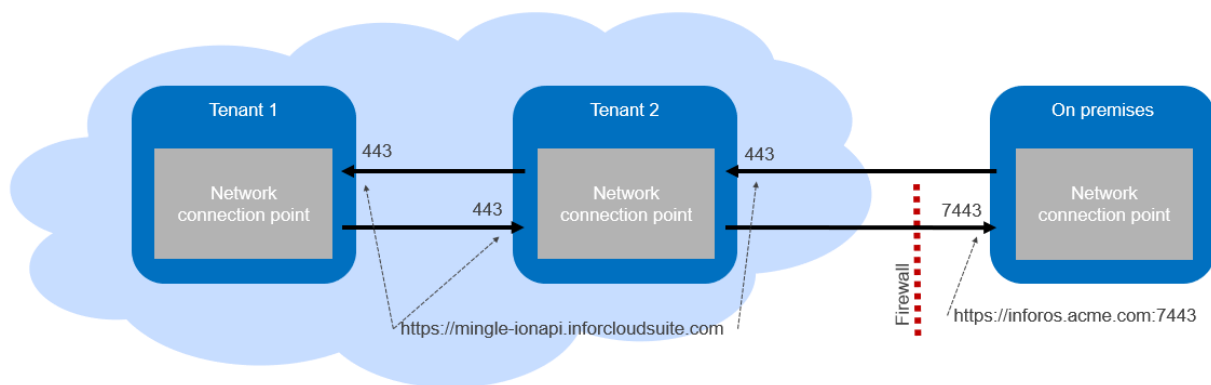 Tenant 1
Tenant 2
On premises
443
443
Network
connection point
Network
connection point
Network
connection point
443
7443
Firewall
https://mingle-ionapi.inforcloudsuite.com
https://inforos.acme.com:7443